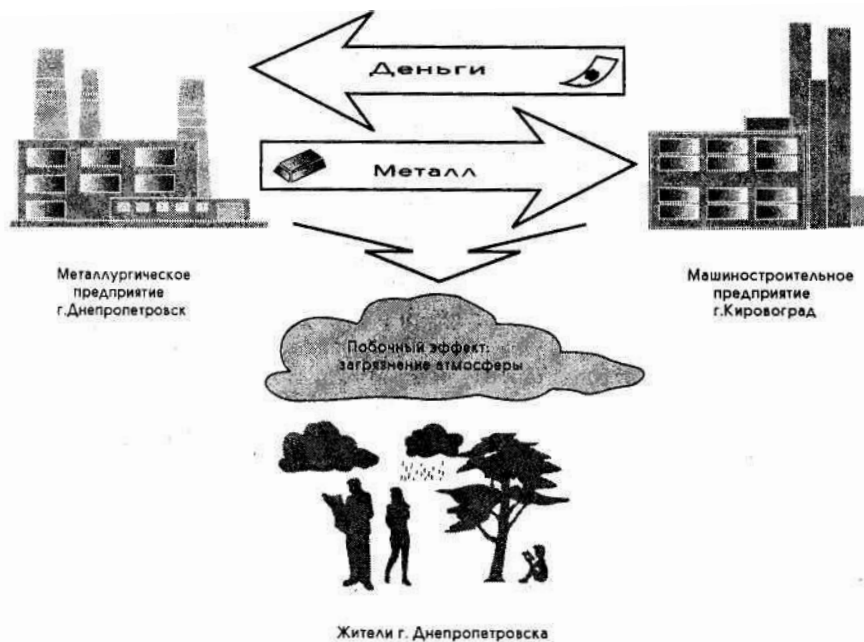 Деньги
Металл
Металлургическое
предприятие
г.Днепропетровск
Машиностроительное
предприятие
г.Кировоград
Побочный эффект:
загрязнение атмосферы
Жители г. Днепропетровска